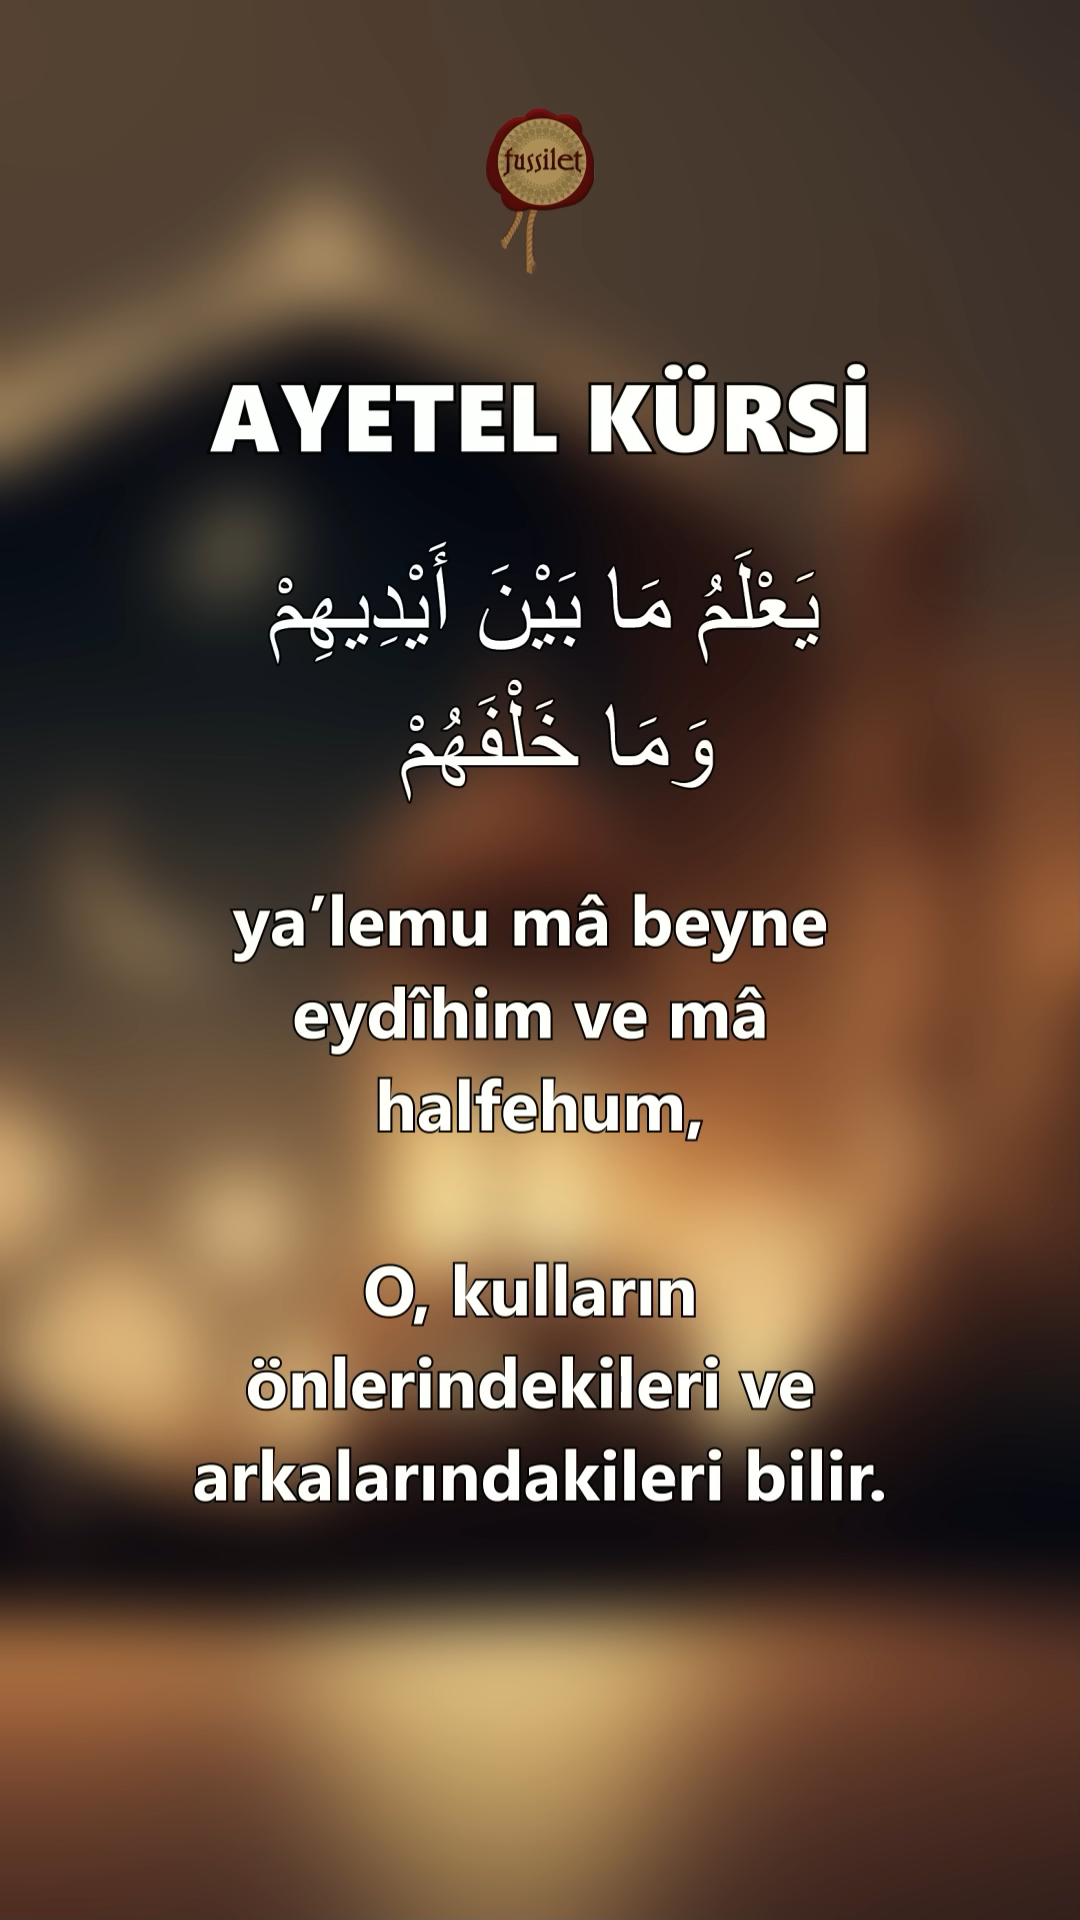 fussilet
AYETEL KÜRSİ
يَعْلَمُ مَا بَيْنَ أَيْدِيهِمْ
وَمَا خَلْفَهُمْ
ya’lemu mâ beyne
eydîhim ve mâ
halfehum,
O, kulların
önlerindekileri ve
arkalarındakileri bilir.